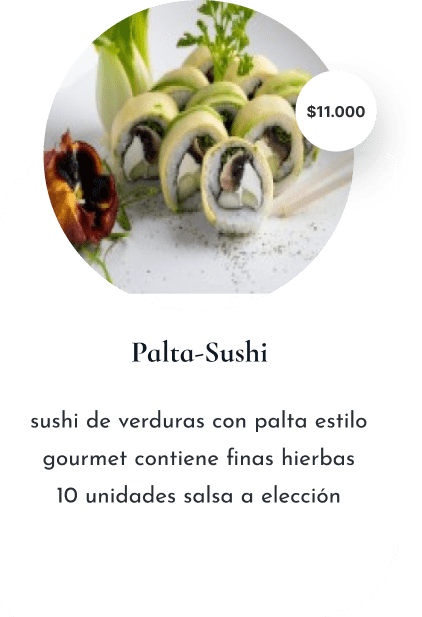 $11.000
Palta-Sushi
sushi de verduras con palta estilo
gourmet contiene finas hierbas
10 unidades salsa a elección